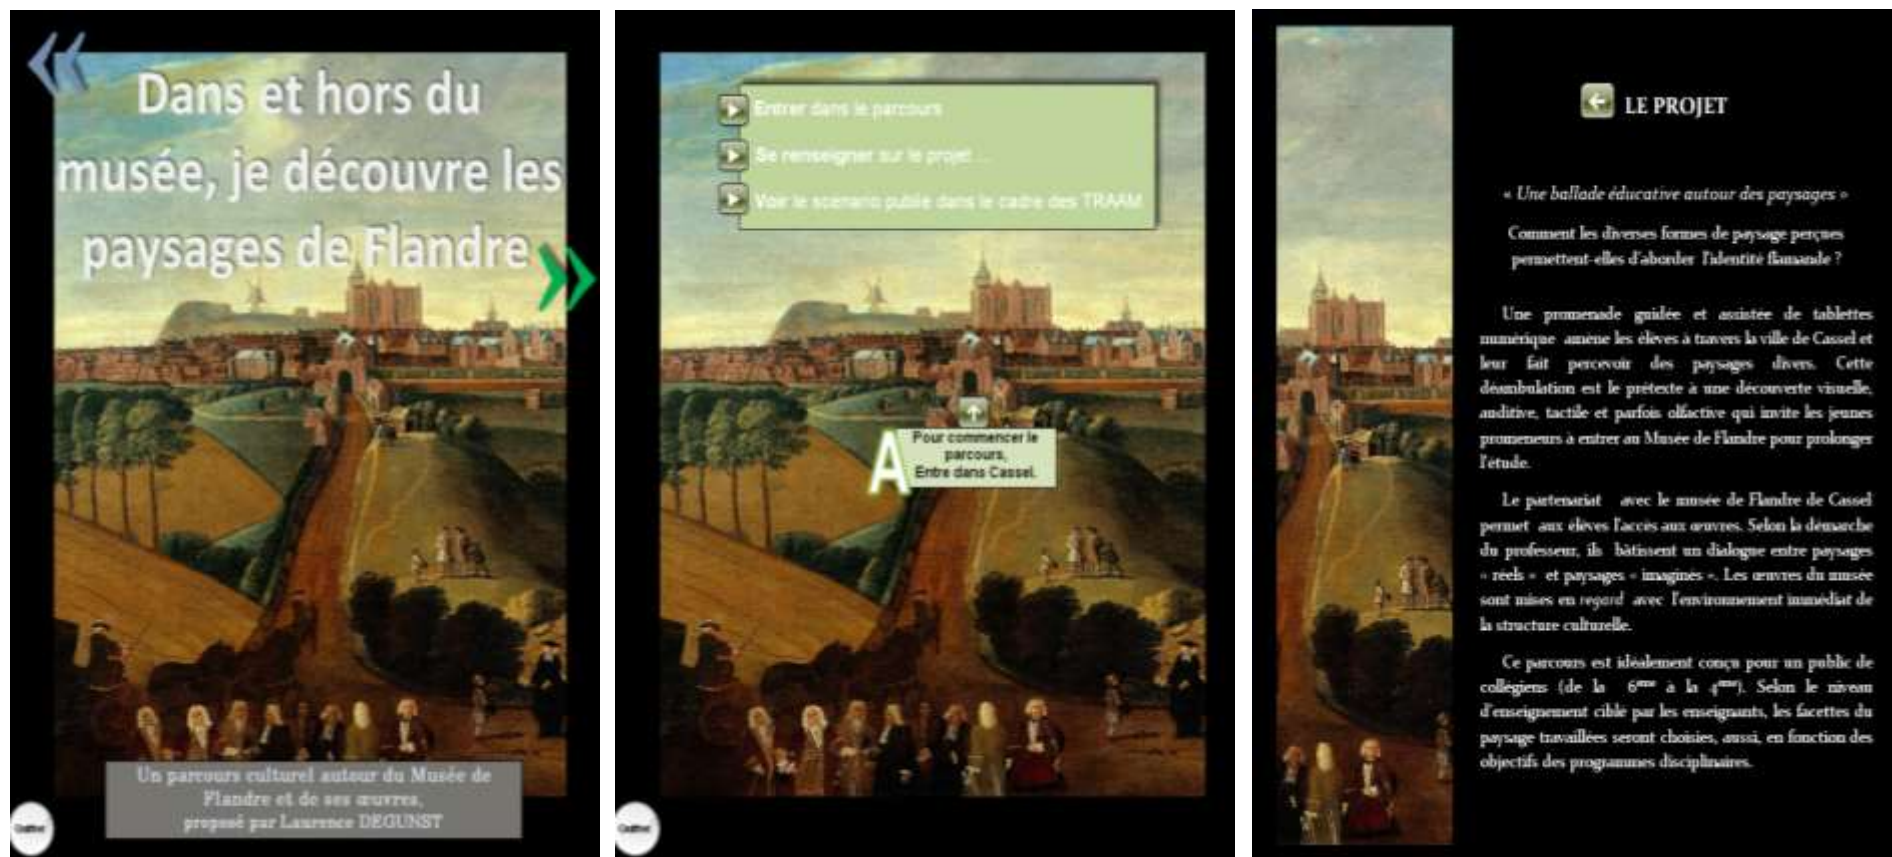 Dans et hors du
musée, je découvre les
paysages de Flandre
Un parcours culturel autour du Musée de
Flandre et de ses œuvres,
proposé par Laurence DEGUNST
Quitter
Entrer dans le parcours
Se renseigner sur le projet ...
Voir le scenario publié dans le cadre des TRAAM
A
Pour commencer le
parcours,
Entre dans Cassel.
Quitter
LE PROJET
« Une ballade éducative autour des paysages »
Comment les diverses formes de paysage perçues
permettent-elles d'aborder l'identité flamande ?
Une promenade guidée et assistée de tablettes
numérique amène les élèves à travers la ville de Cassel et
leur fait percevoir des paysages divers. Cette
déambulation est le prétexte à une découverte visuelle,
auditive, tactile et parfois olfactive qui invite les jeunes
promeneurs à entrer au Musée de Flandre pour prolonger
l'étude.
Le partenariat avec le musée de Flandre de Cassel
permet aux élèves l'accès aux œuvres. Selon la démarche
du professeur, ils bâtissent un dialogue entre paysages
« réels » et paysages « imaginés ». Les œuvres du musée
sont mises en regard avec l'environnement immédiat de
la structure culturelle.
Ce parcours est idéalement conçu pour un public de
collégiens (de la 6ème à la 4ème). Selon le niveau
d'enseignement ciblé par les enseignants, les facettes du
paysage travaillées seront choisies, aussi, en fonction des
objectifs des programmes disciplinaires.